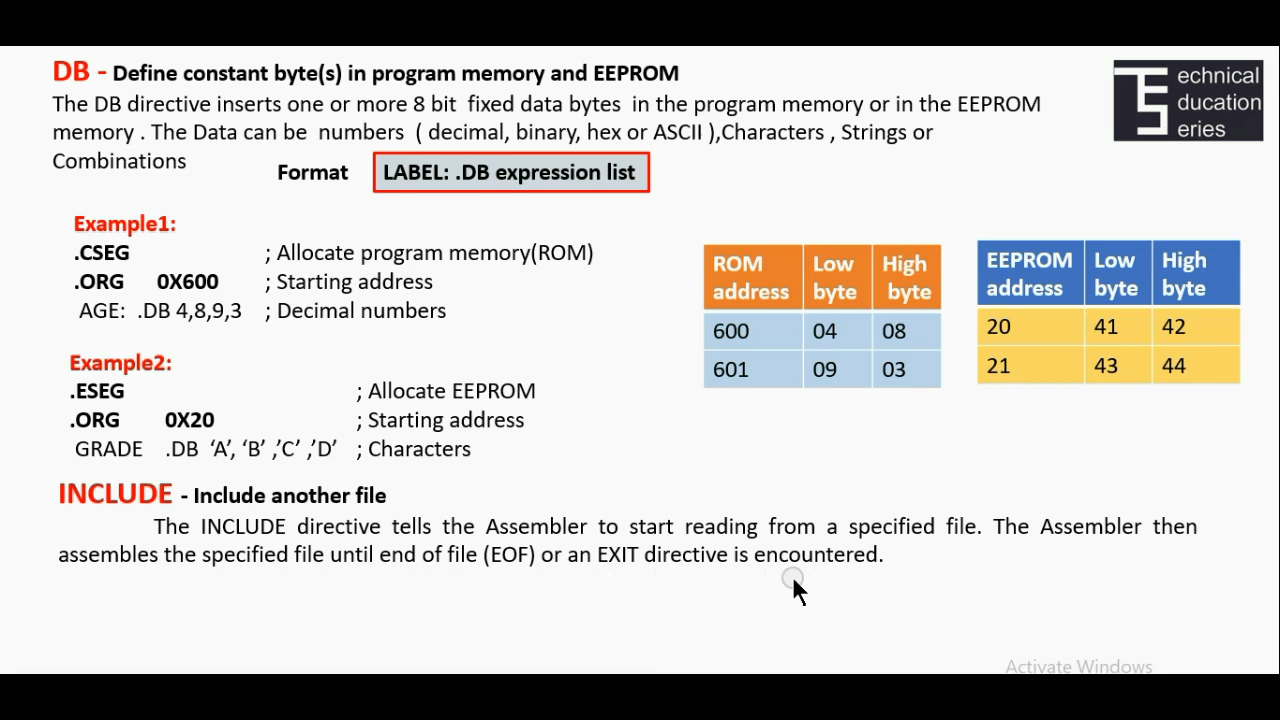 DB - Define constant byte(s) in program memory and EEPROM
The DB directive inserts one or more 8 bit fixed data bytes in the program memory or in the EEPROM
memory . The Data can be numbers ( decimal, binary, hex or ASCII ),Characters , Strings or
Combinations
Format LABEL: .DB expression list
Technical
Education
Series
Example1:
.CSEG ; Allocate program memory(ROM)
.ORG 0X600 ; Starting address
AGE: .DB 4,8,9,3 ; Decimal numbers
ROM Low High
address byte byte
600 04 08
601 09 03
EEPROM Low High
address byte byte
20 41 42
21 43 44
Example2:
.ESEG ; Allocate EEPROM
.ORG 0X20 ; Starting address
GRADE .DB ‘A’, ‘B’ ,’C’ ,’D’ ; Characters
INCLUDE - Include another file
The INCLUDE directive tells the Assembler to start reading from a specified file. The Assembler then
assembles the specified file until end of file (EOF) or an EXIT directive is encountered.
Activate Windows